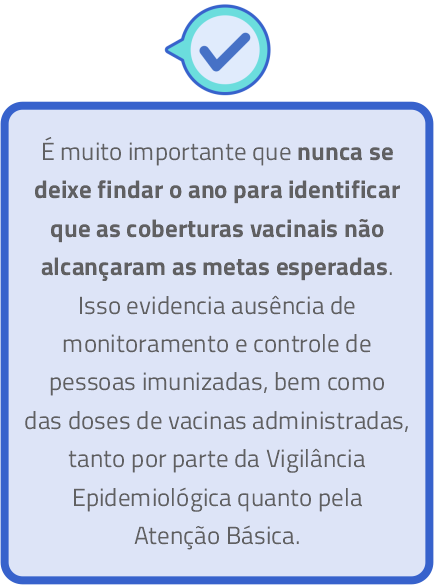 É muito importante que nunca se
deixe findar o ano para identificar
que as coberturas vacinais não
alcançaram as metas esperadas.
Isso evidencia ausência de
monitoramento e controle de
pessoas imunizadas, bem como
das doses de vacinas administradas,
tanto por parte da Vigilância
Epidemiológica quanto pela
Atenção Básica.